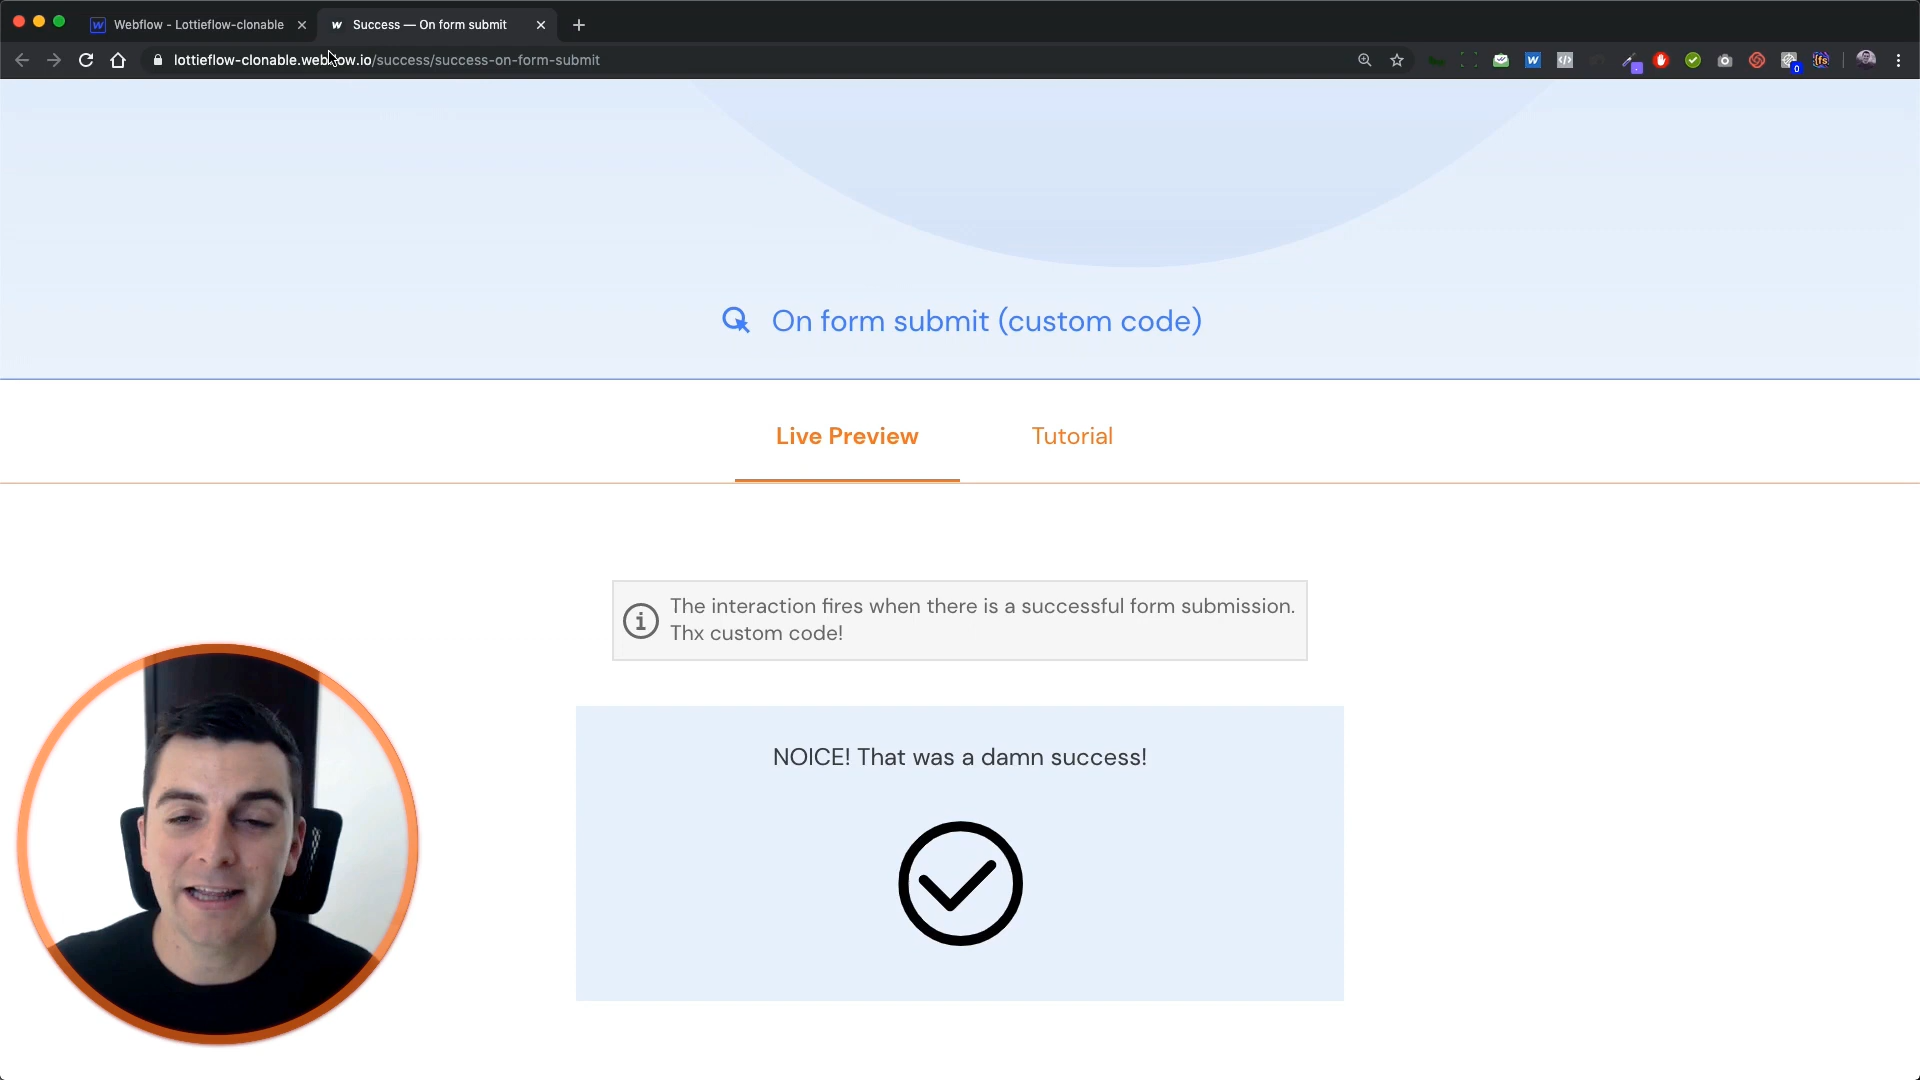 Webflow - Lottieflow-clonable
Success — On form submit
lottieflow-clonable.webflow.io/success/success-on-form-submit
On form submit (custom code)
Live Preview
Tutorial
The interaction fires when there is a successful form submission.
Thx custom code!
NOICE! That was a damn success!